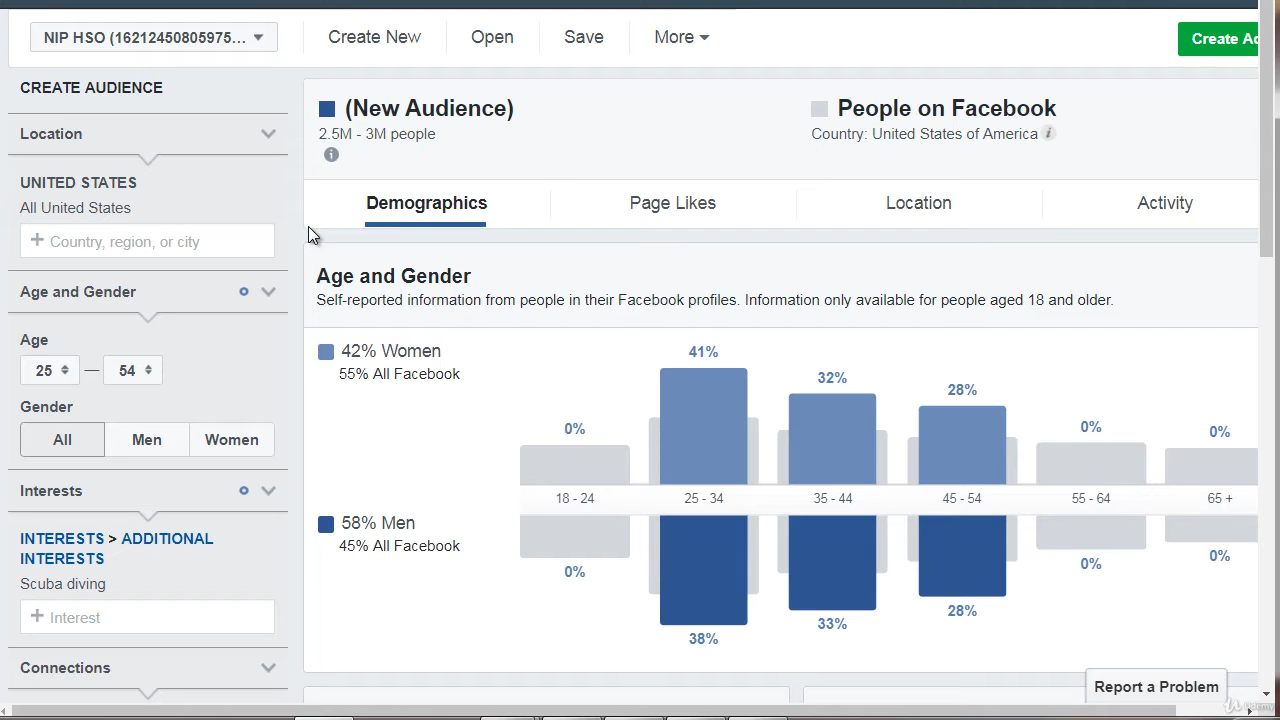 NIP HSO (16212450805975...
Create New
Open
Save
More
Create Ad
CREATE AUDIENCE
Location
UNITED STATES
All United States
+ Country, region, or city
Age and Gender
Age
25 — 54
Gender
All
Men
Women
Interests
INTERESTS > ADDITIONAL
INTERESTS
Scuba diving
+ Interest
Connections
(New Audience)
2.5M - 3M people
People on Facebook
Country: United States of America
Demographics
Page Likes
Location
Activity
Age and Gender
Self-reported information from people in their Facebook profiles. Information only available for people aged 18 and older.
42% Women
55% All Facebook
0%
41%
32%
28%
0%
0%
18 - 24
25 - 34
35 - 44
45 - 54
55 - 64
65 +
58% Men
45% All Facebook
0%
38%
33%
28%
0%
0%
Report a Problem
Udemy